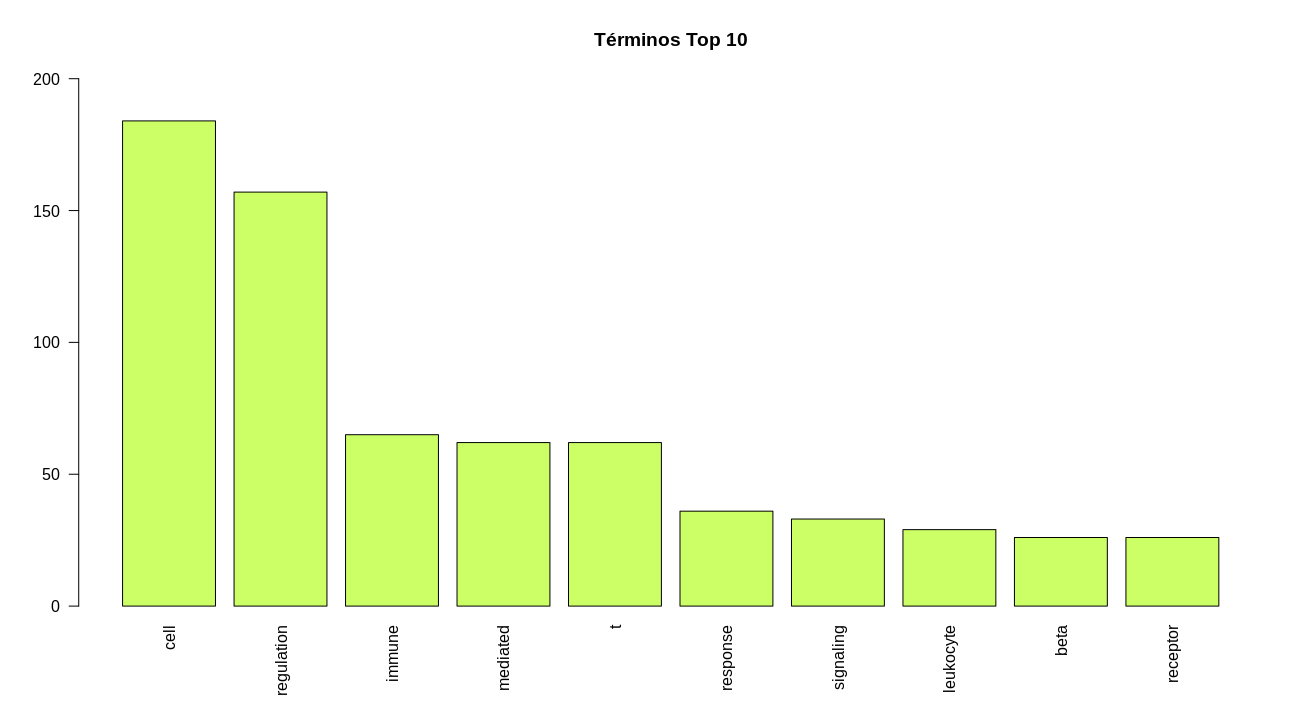 Términos Top 10
200
150
100
50
0
cell
regulation
immune
mediated
t
response
signaling
leukocyte
beta
receptor